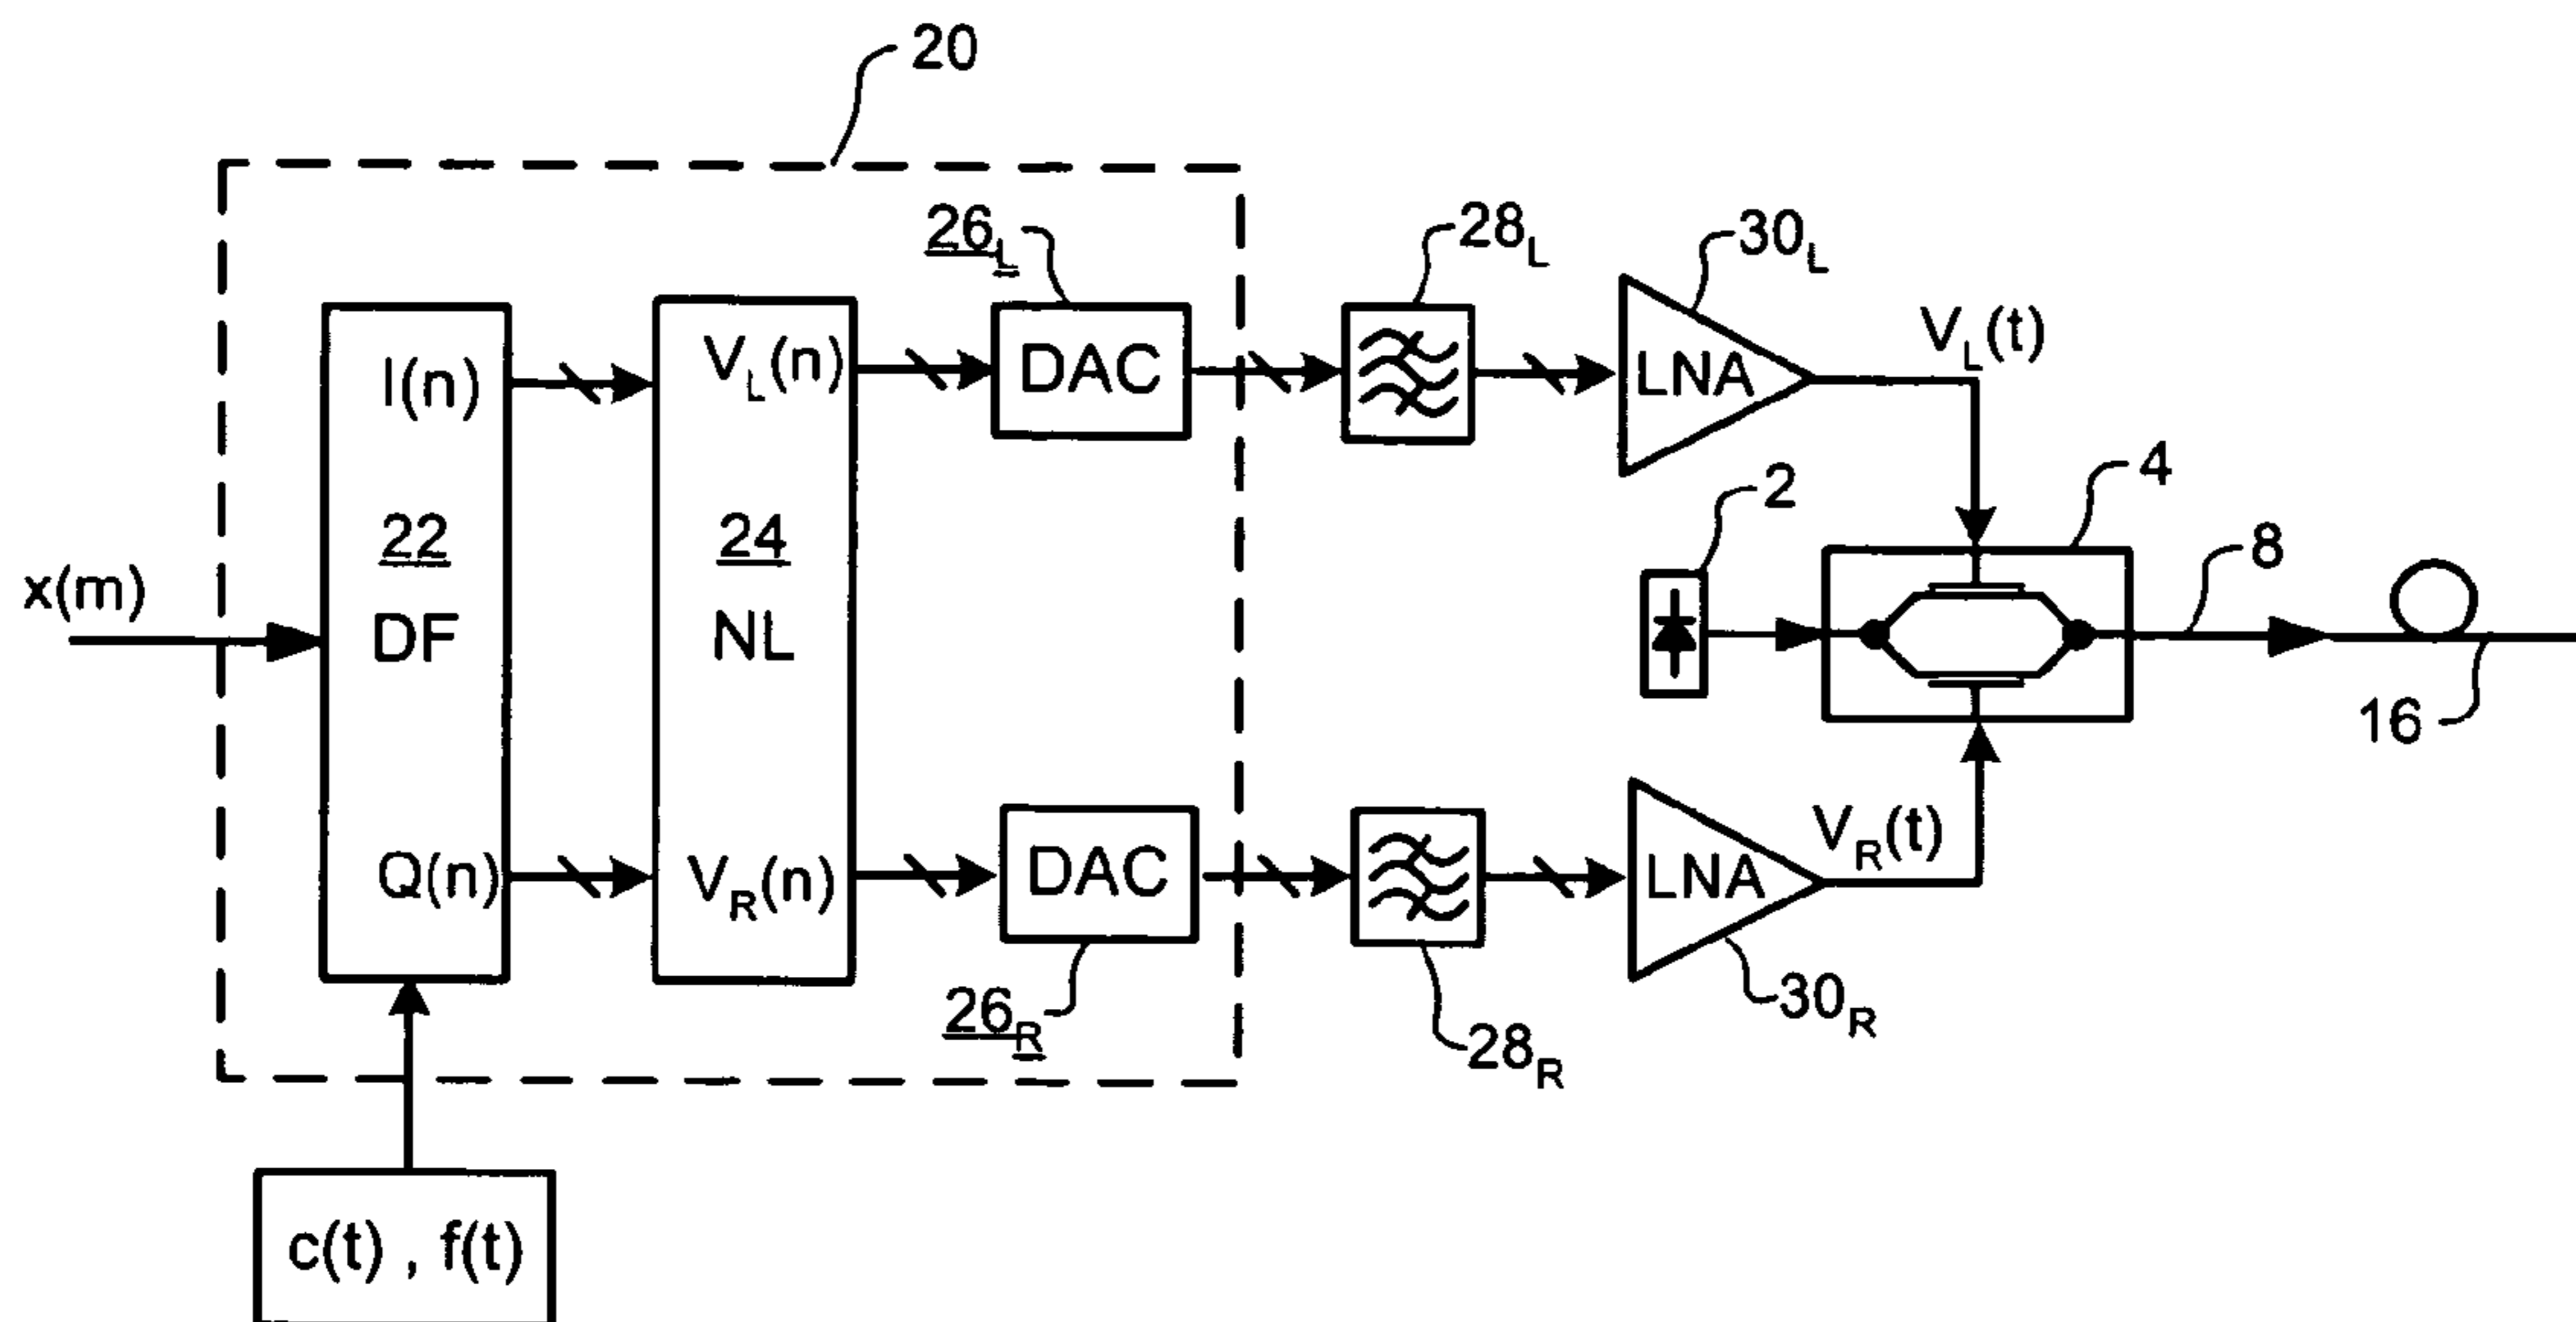 20
26L
28L
30L
VL(t)
I(n)
VL(n)
DAC
LNA
4
2
8
22
24
x(m)
DF
NL
16
Q(n)
VR(n)
DAC
LNA
VR(t)
26R
28R
30R
c(t) , f(t)